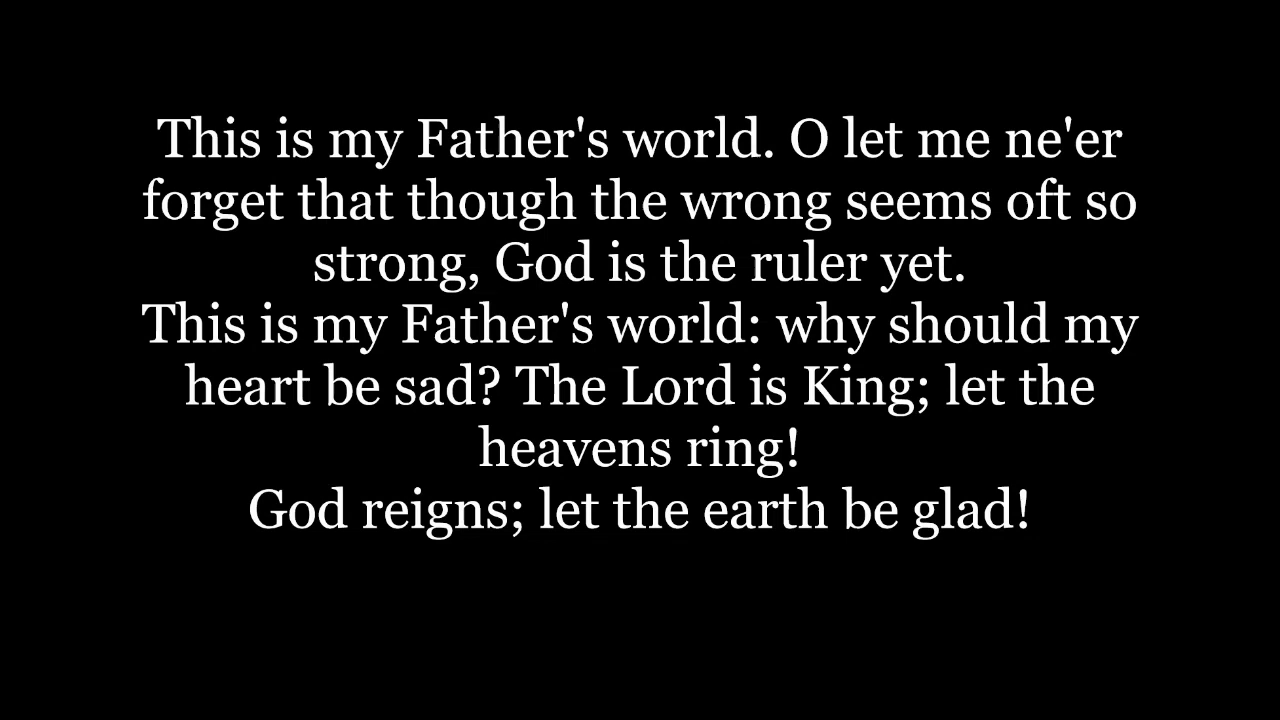 This is my Father's world. O let me ne'er
forget that though the wrong seems oft so
strong, God is the ruler yet.
This is my Father's world: why should my
heart be sad? The Lord is King; let the
heavens ring!
God reigns; let the earth be glad!